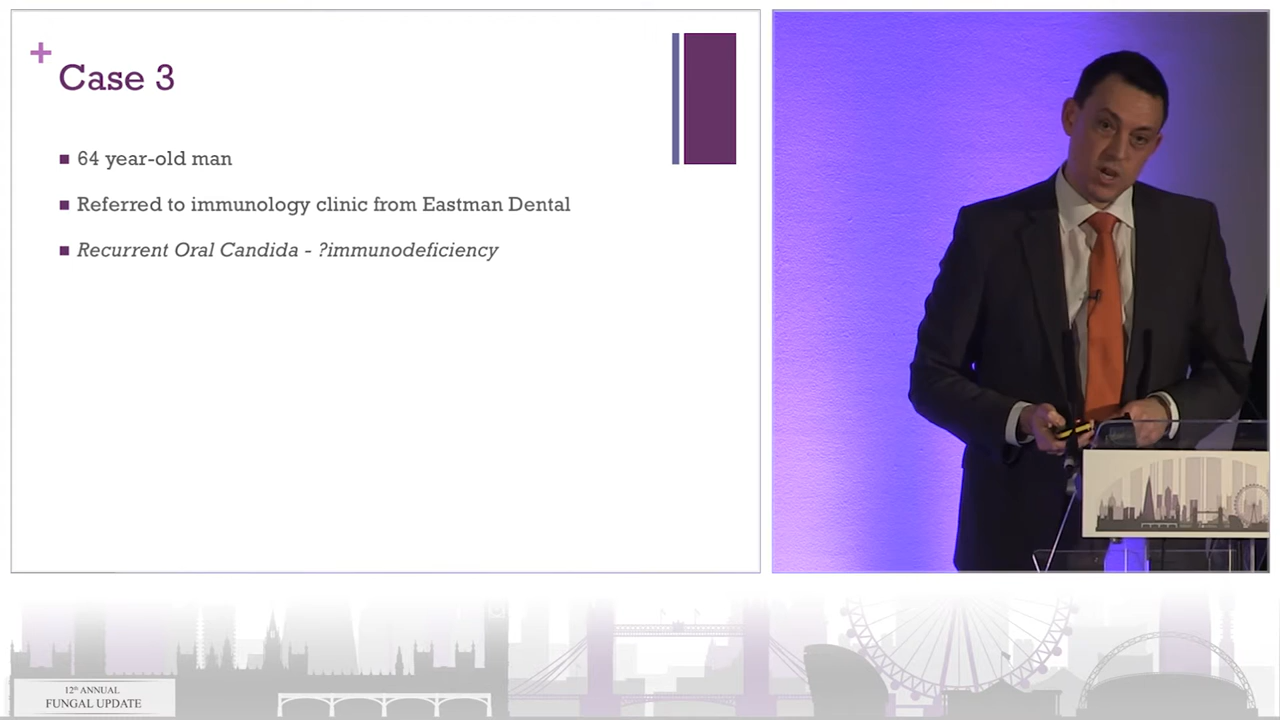 +
Case 3
64 year-old man
Referred to immunology clinic from Eastman Dental
Recurrent Oral Candida - ?immunodeficiency
12th ANNUAL
FUNGAL UPDATE